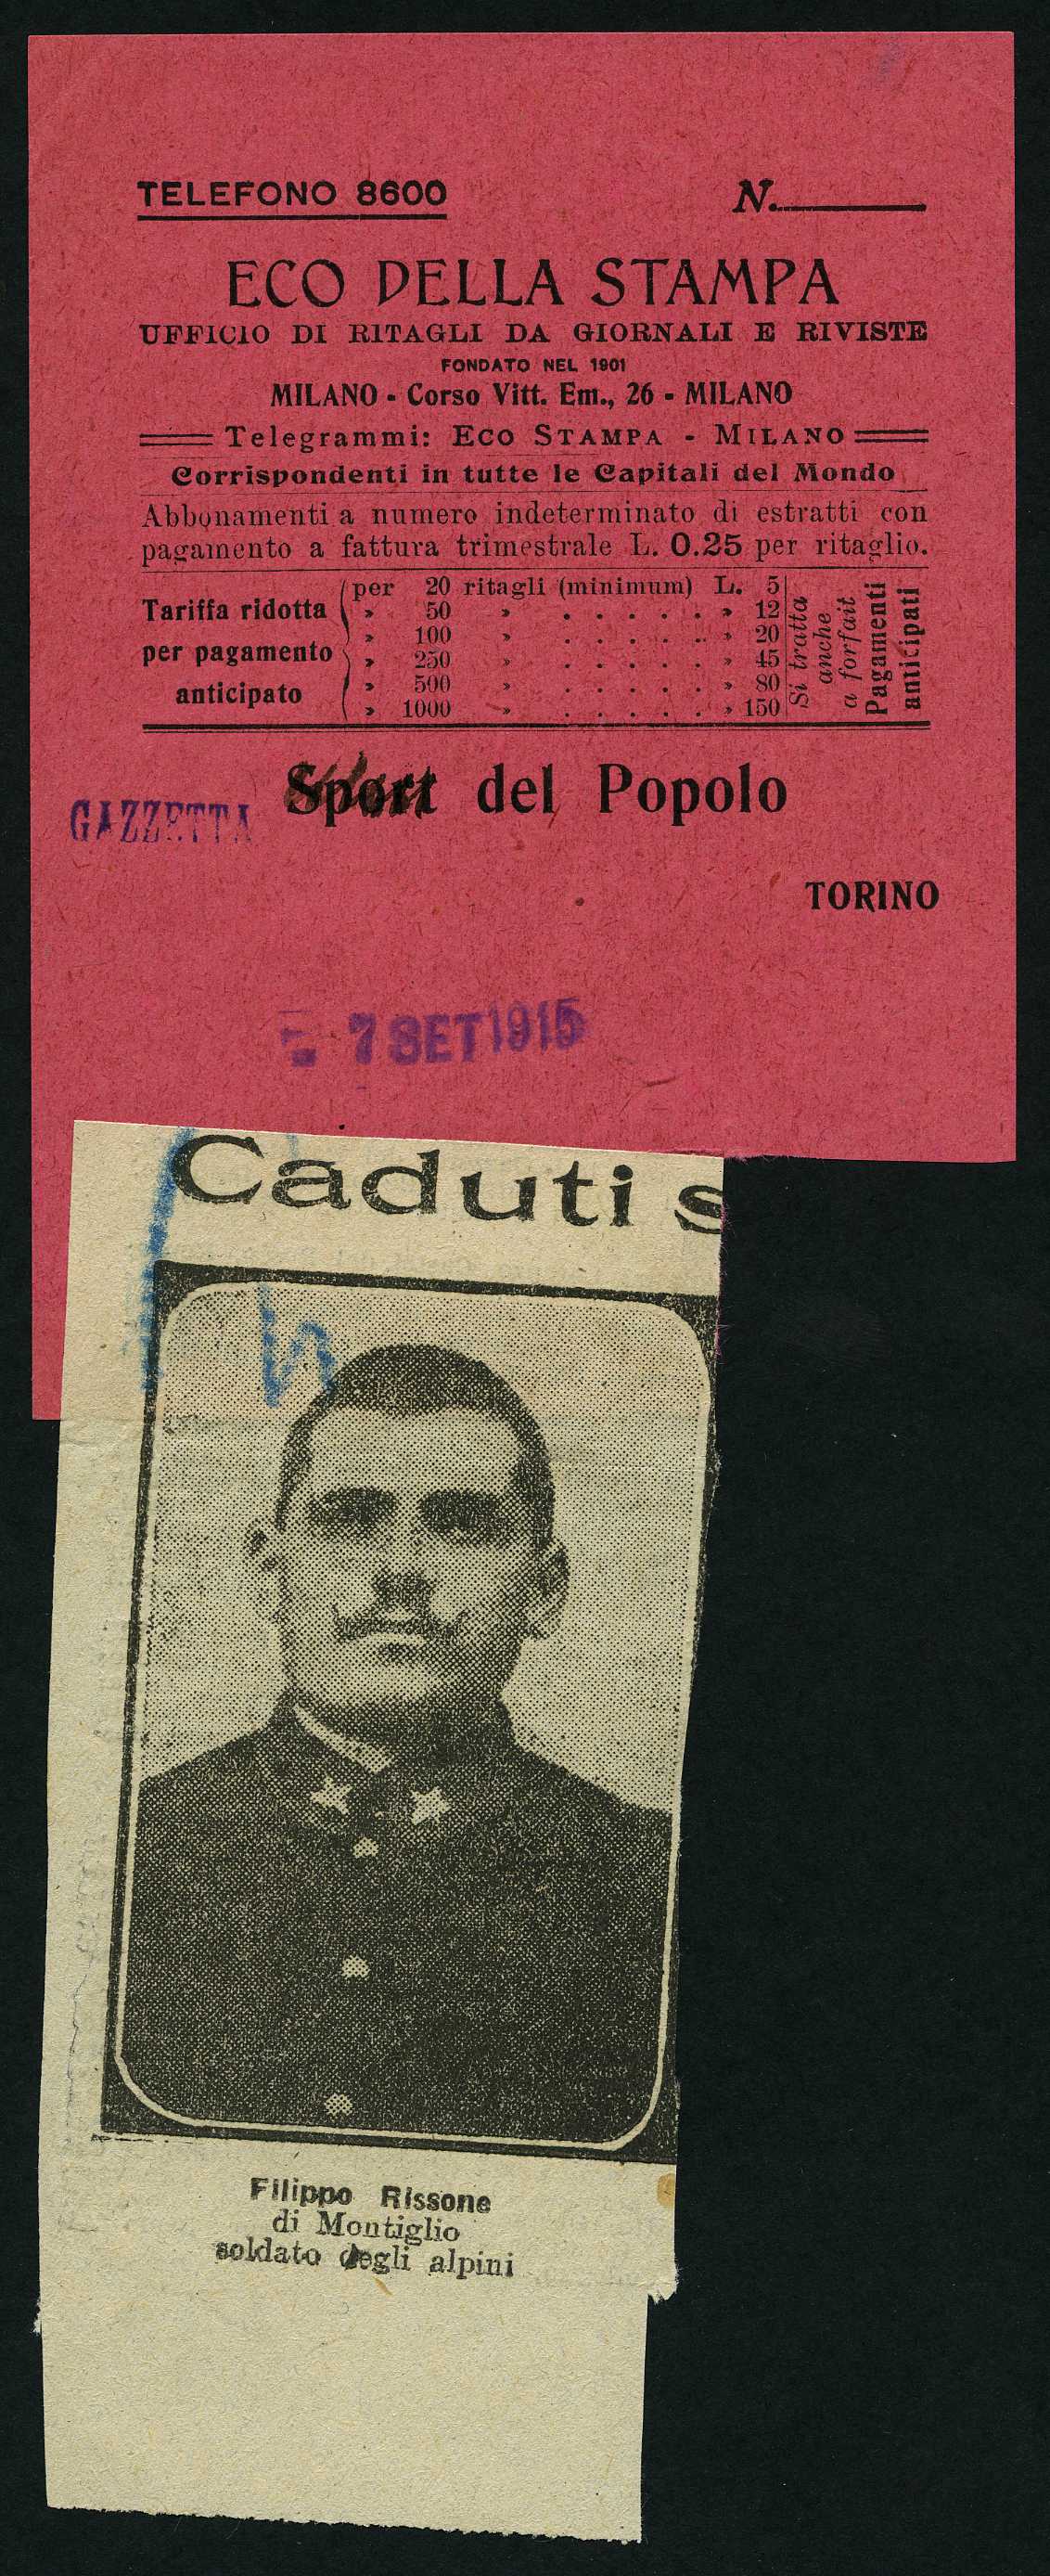 TELEFONO 8600 N.
ECO DELLA STAMPA
UFFICIO DI RITAGLI DA GIORNALI E RIVISTE
FONDATO NEL 1901
MILANO - Corso Vitt. Em., 26 - MILANO
Telegrammi: ECO STAMPA - MILANO
Corrispondenti in tutte le Capitali del Mondo
Abbonamenti a numero indeterminato di estratti con
pagamento a fattura trimestrale L. 0.25 per ritaglio.
Tariffa ridotta
per pagamento
anticipato
per 20 ritagli (minimum) L. 5
» 50 » . . . . . » 12
» 100 » . . . . . » 20
» 250 » . . . . . » 45
» 500 » . . . . . » 80
» 1000 » . . . . . » 150
Si tratta
anche
a forfait
Pagamenti
anticipati
Sport del Popolo
GAZZETTA
TORINO
- 7 SET 1915
Caduti s
Filippo Rissone
di Montiglio
soldato degli alpini